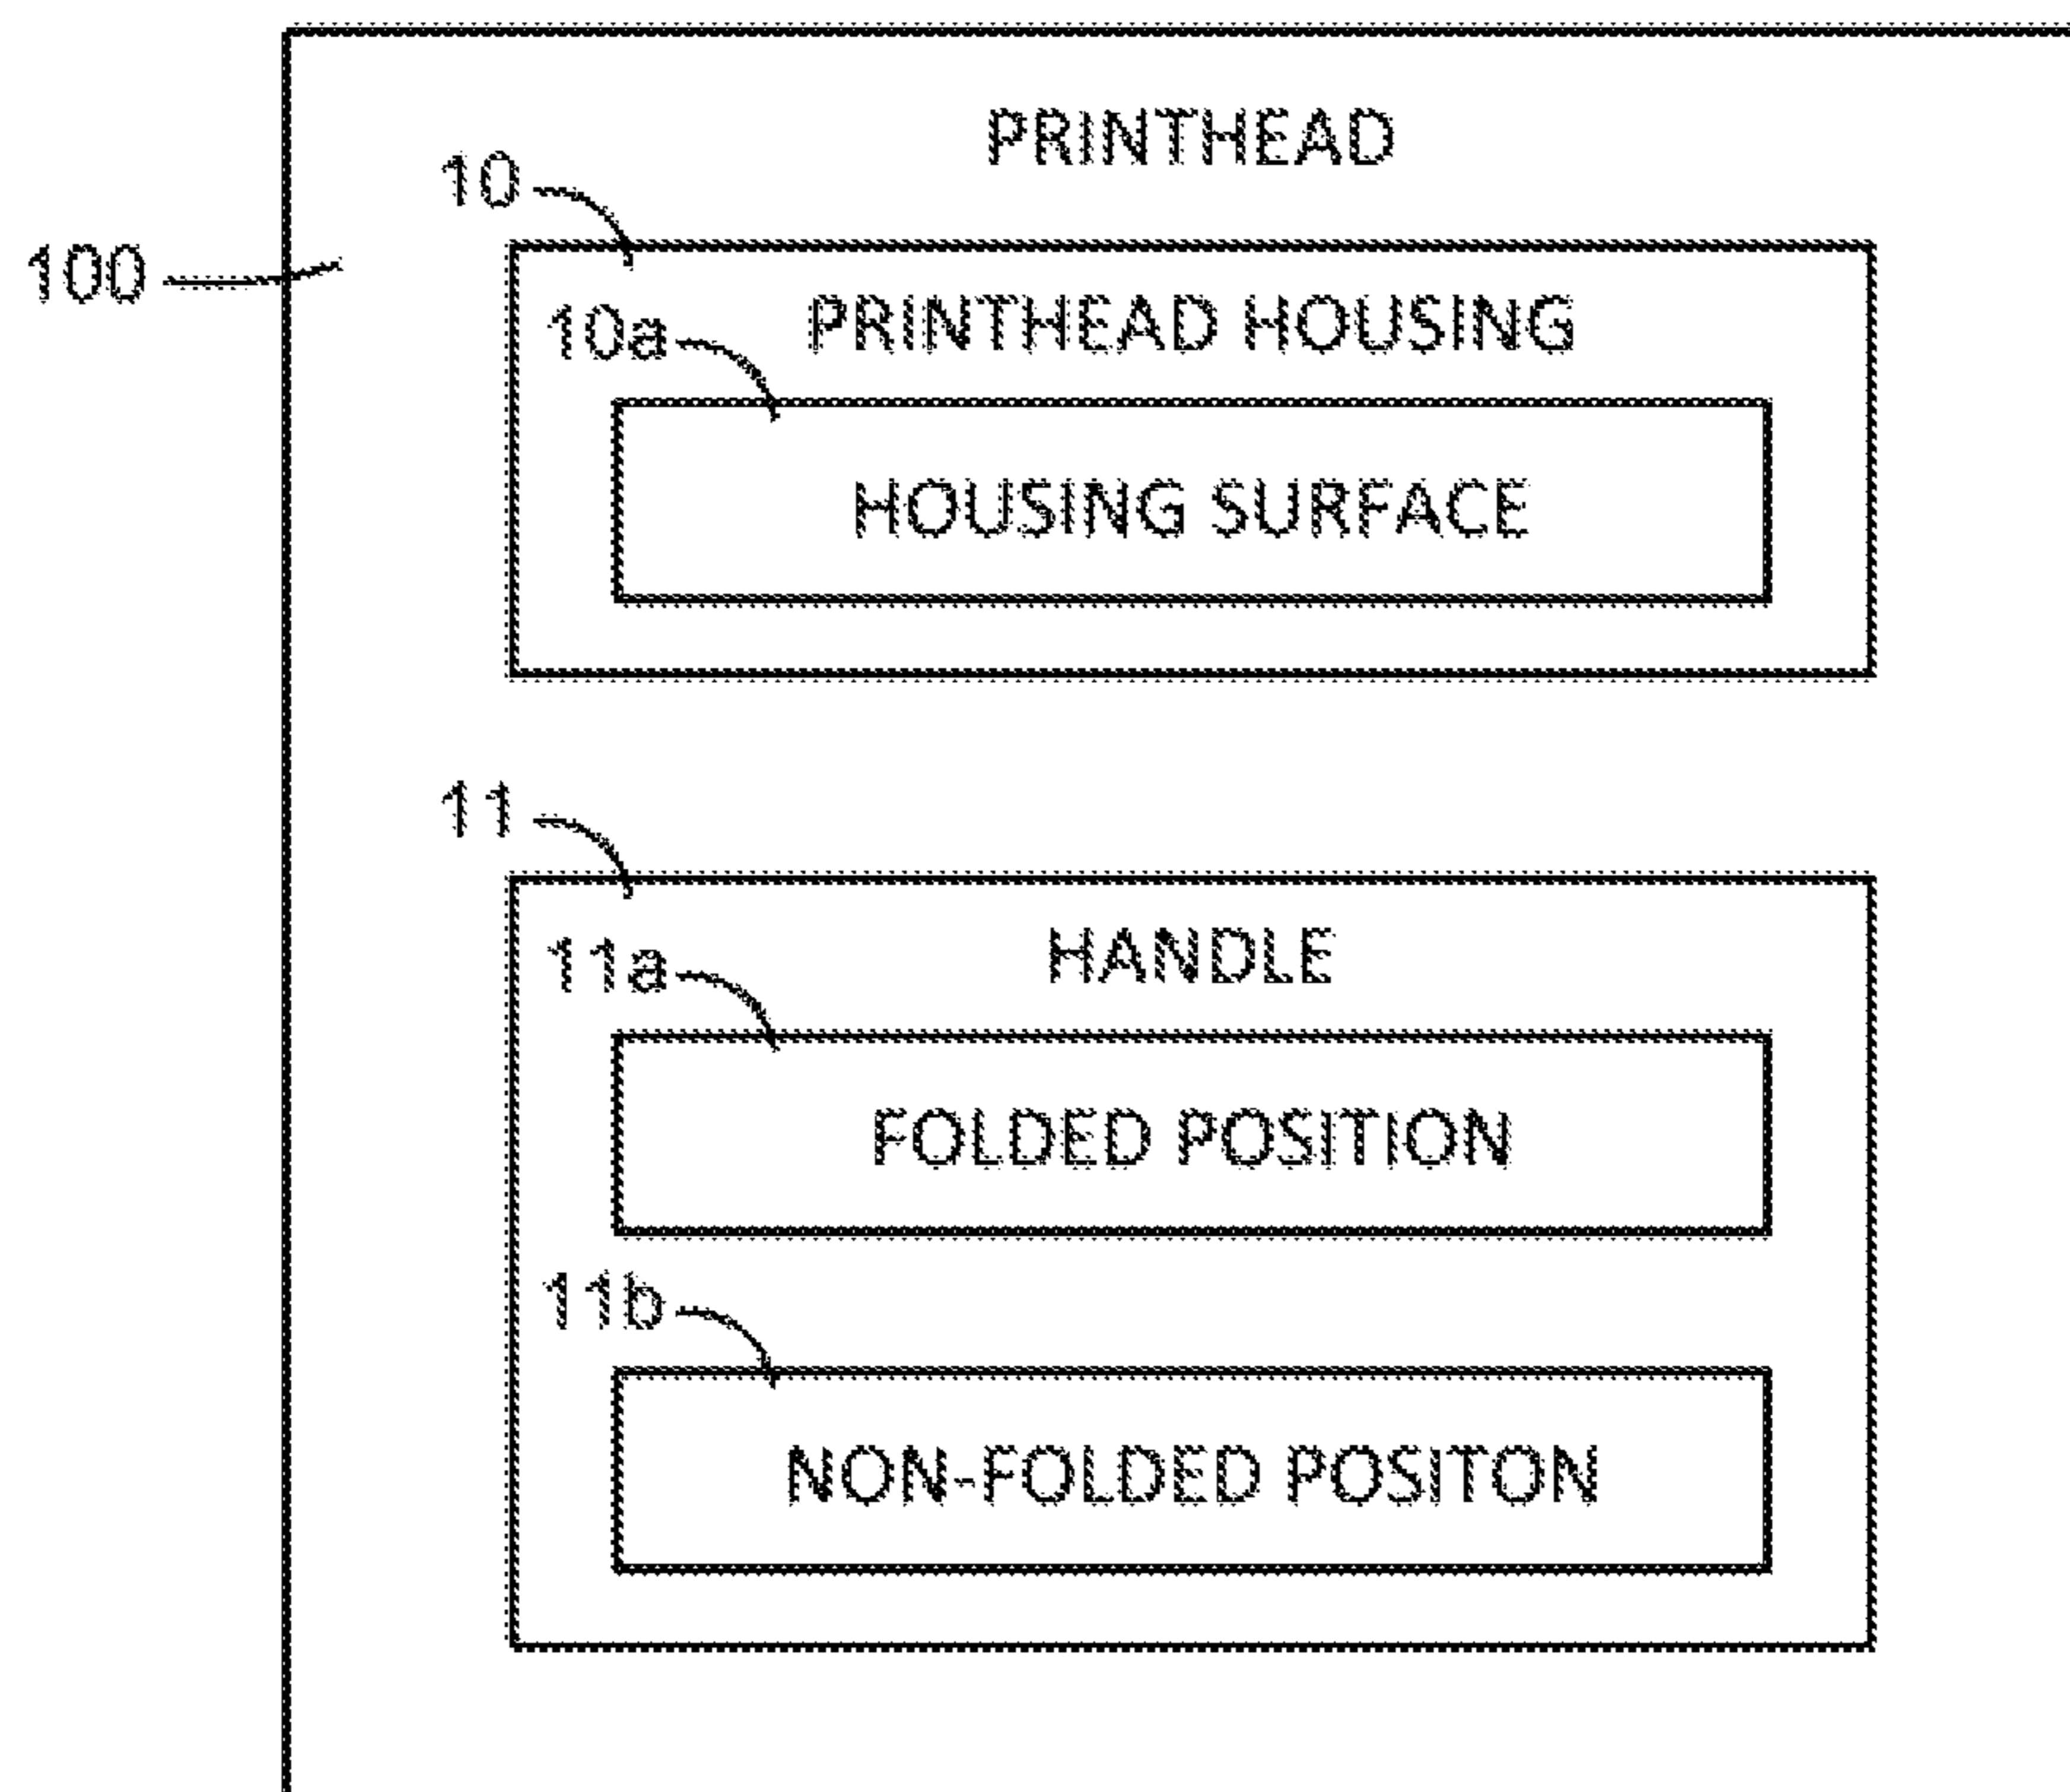 PRINTHEAD
10
100
PRINTHEAD HOUSING
10a
HOUSING SURFACE
11
HANDLE
11a
FOLDED POSITION
11b
NON-FOLDED POSITON